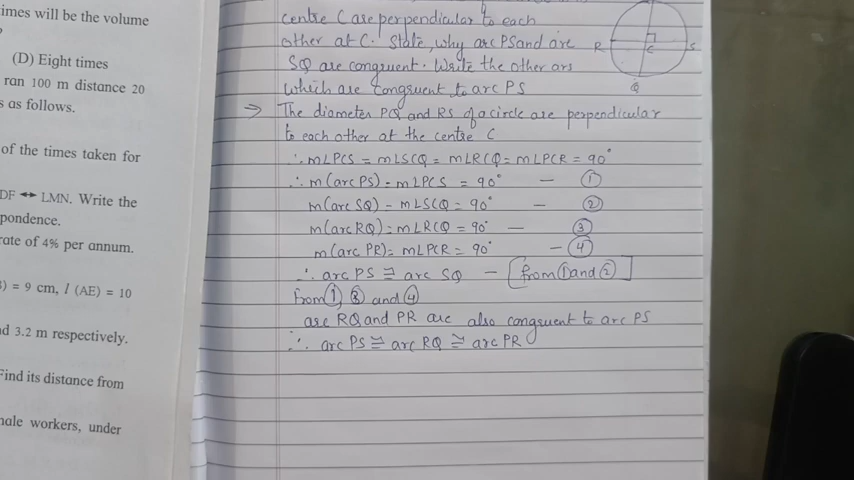 times will be the volume
(D) Eight times
ran 100 m distance 20
s as follows.
of the times taken for
DF ↔ LMN. Write the
pondence.
rate of 4% per annum.
) = 9 cm, l (AE) = 10
nd 3.2 m respectively.
Find its distance from
male workers, under
centre C are perpendicular to each
other at C. State, why arc PS and arc
SQ are congruent. Write the other arcs
which are congruent to arc PS
R
C
S
Q
→ The diameter PQ and RS of a circle are perpendicular
to each other at the centre C
∴ m∠PCS = m∠SCQ = m∠RCQ = m∠PCR = 90°
∴ m(arc PS) = m∠PCS = 90° — ①
m(arc SQ) = m∠SCQ = 90° — ②
m(arc RQ) = m∠RCQ = 90° — ③
m(arc PR) = m∠PCR = 90° — ④
∴ arc PS ≅ arc SQ — [from ① and ②]
From ①, ③ and ④
arc RQ and PR are also congruent to arc PS
∴ arc PS ≅ arc RQ ≅ arc PR